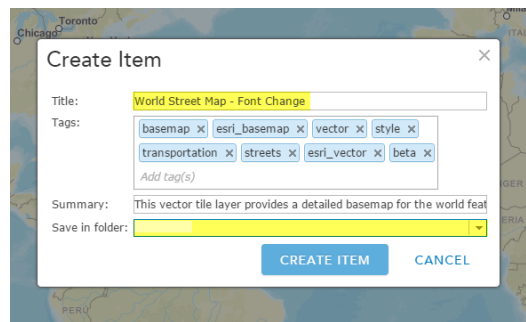 Toronto
Chicago
Create Item
×
ITA
Title: World Street Map - Font Change
Tags: basemap × esri_basemap × vector × style ×
transportation × streets × esri_vector × beta ×
Add tag(s)
Summary: This vector tile layer provides a detailed basemap for the world feat
Save in folder:
CREATE ITEM CANCEL
PERU